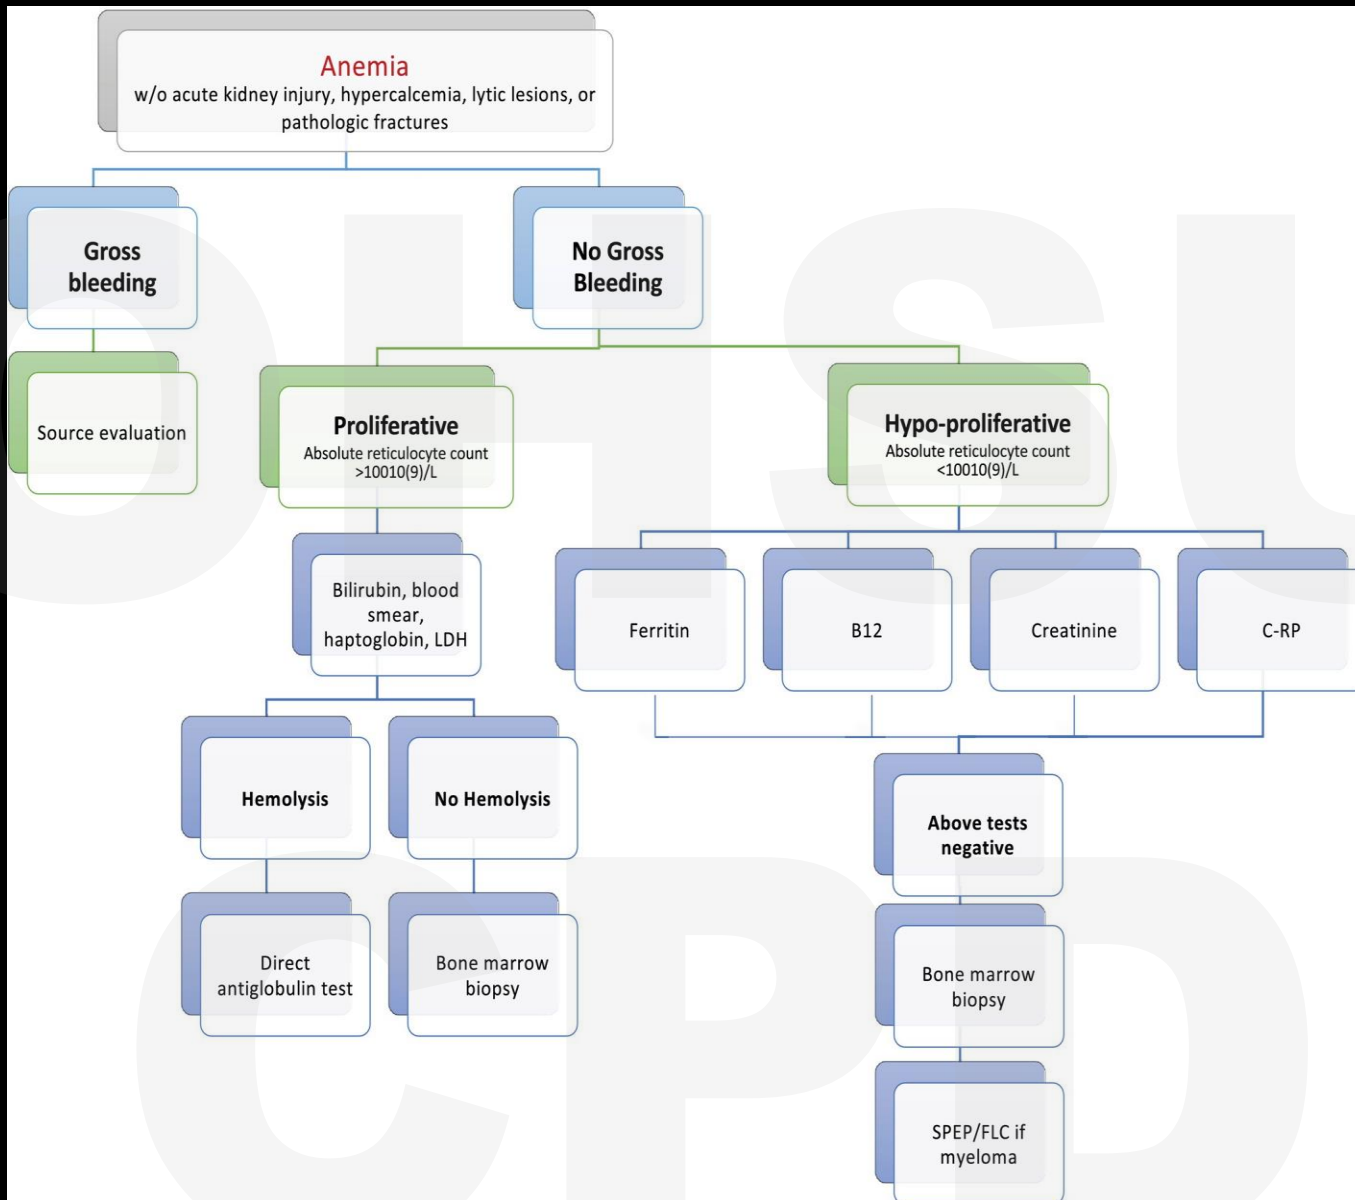 Anemia
w/o acute kidney injury, hypercalcemia, lytic lesions, or
pathologic fractures
Gross
bleeding
No Gross
Bleeding
Source evaluation
Proliferative
Absolute reticulocyte count
>10010(9)/L
Hypo-proliferative
Absolute reticulocyte count
<10010(9)/L
Bilirubin, blood
smear,
haptoglobin, LDH
Ferritin
B12
Creatinine
C-RP
Hemolysis
No Hemolysis
Above tests
negative
Direct
antiglobulin test
Bone marrow
biopsy
Bone marrow
biopsy
SPEP/FLC if
myeloma
OHSU
CPD